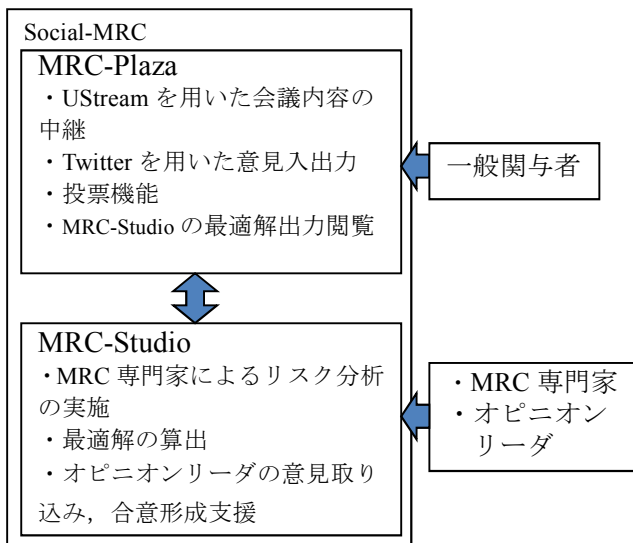 Social-MRC
MRC-Plaza
・UStream を用いた会議内容の
中継
・Twitter を用いた意見入出力
・投票機能
・MRC-Studio の最適解出力閲覧
一般関与者
MRC-Studio
・MRC 専門家によるリスク分析
の実施
・最適解の算出
・オピニオンリーダの意見取り
込み，合意形成支援
・MRC 専門家
・オピニオン
リーダ